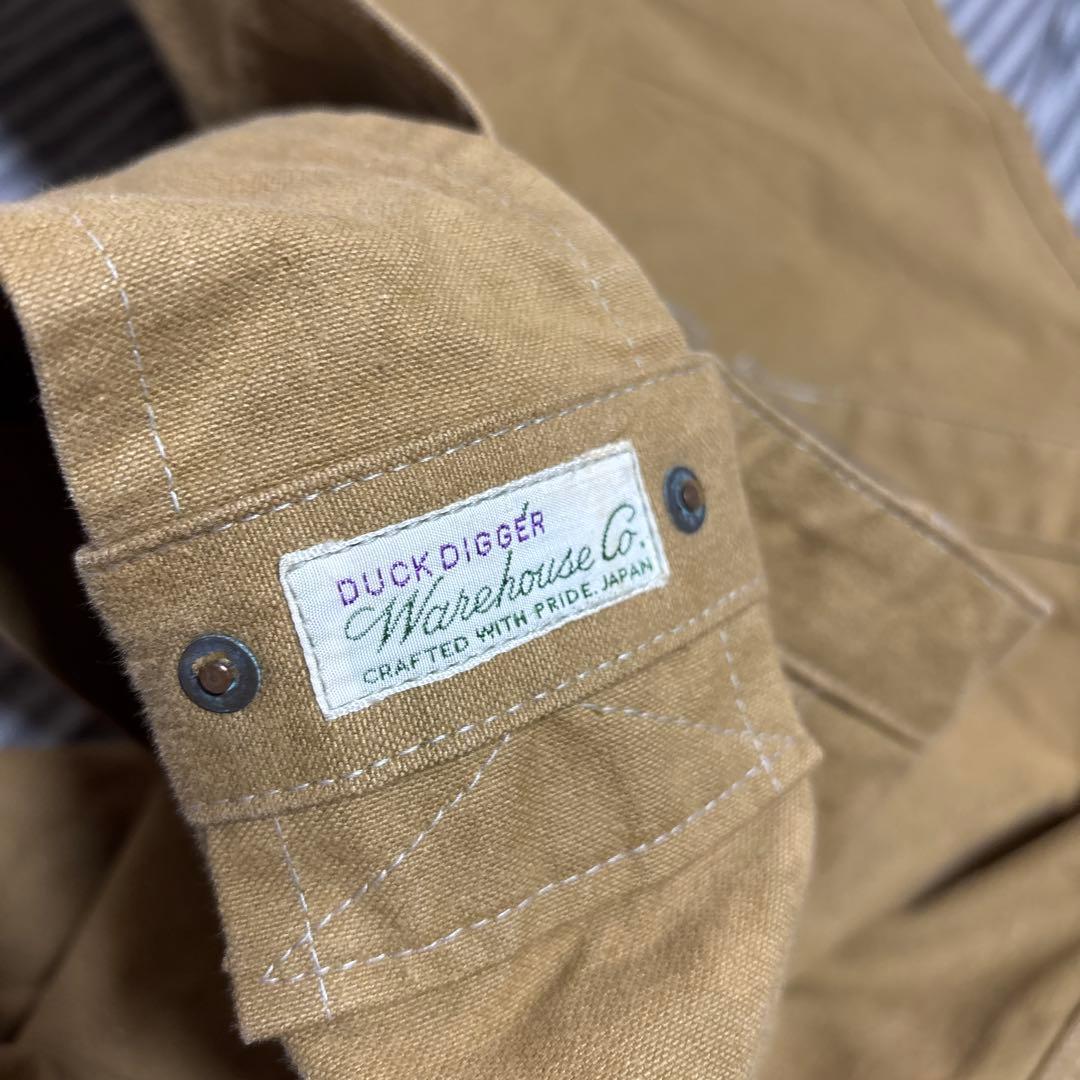 DUCK DIGGER
Warehouse Co.
CRAFTED WITH PRIDE. JAPAN